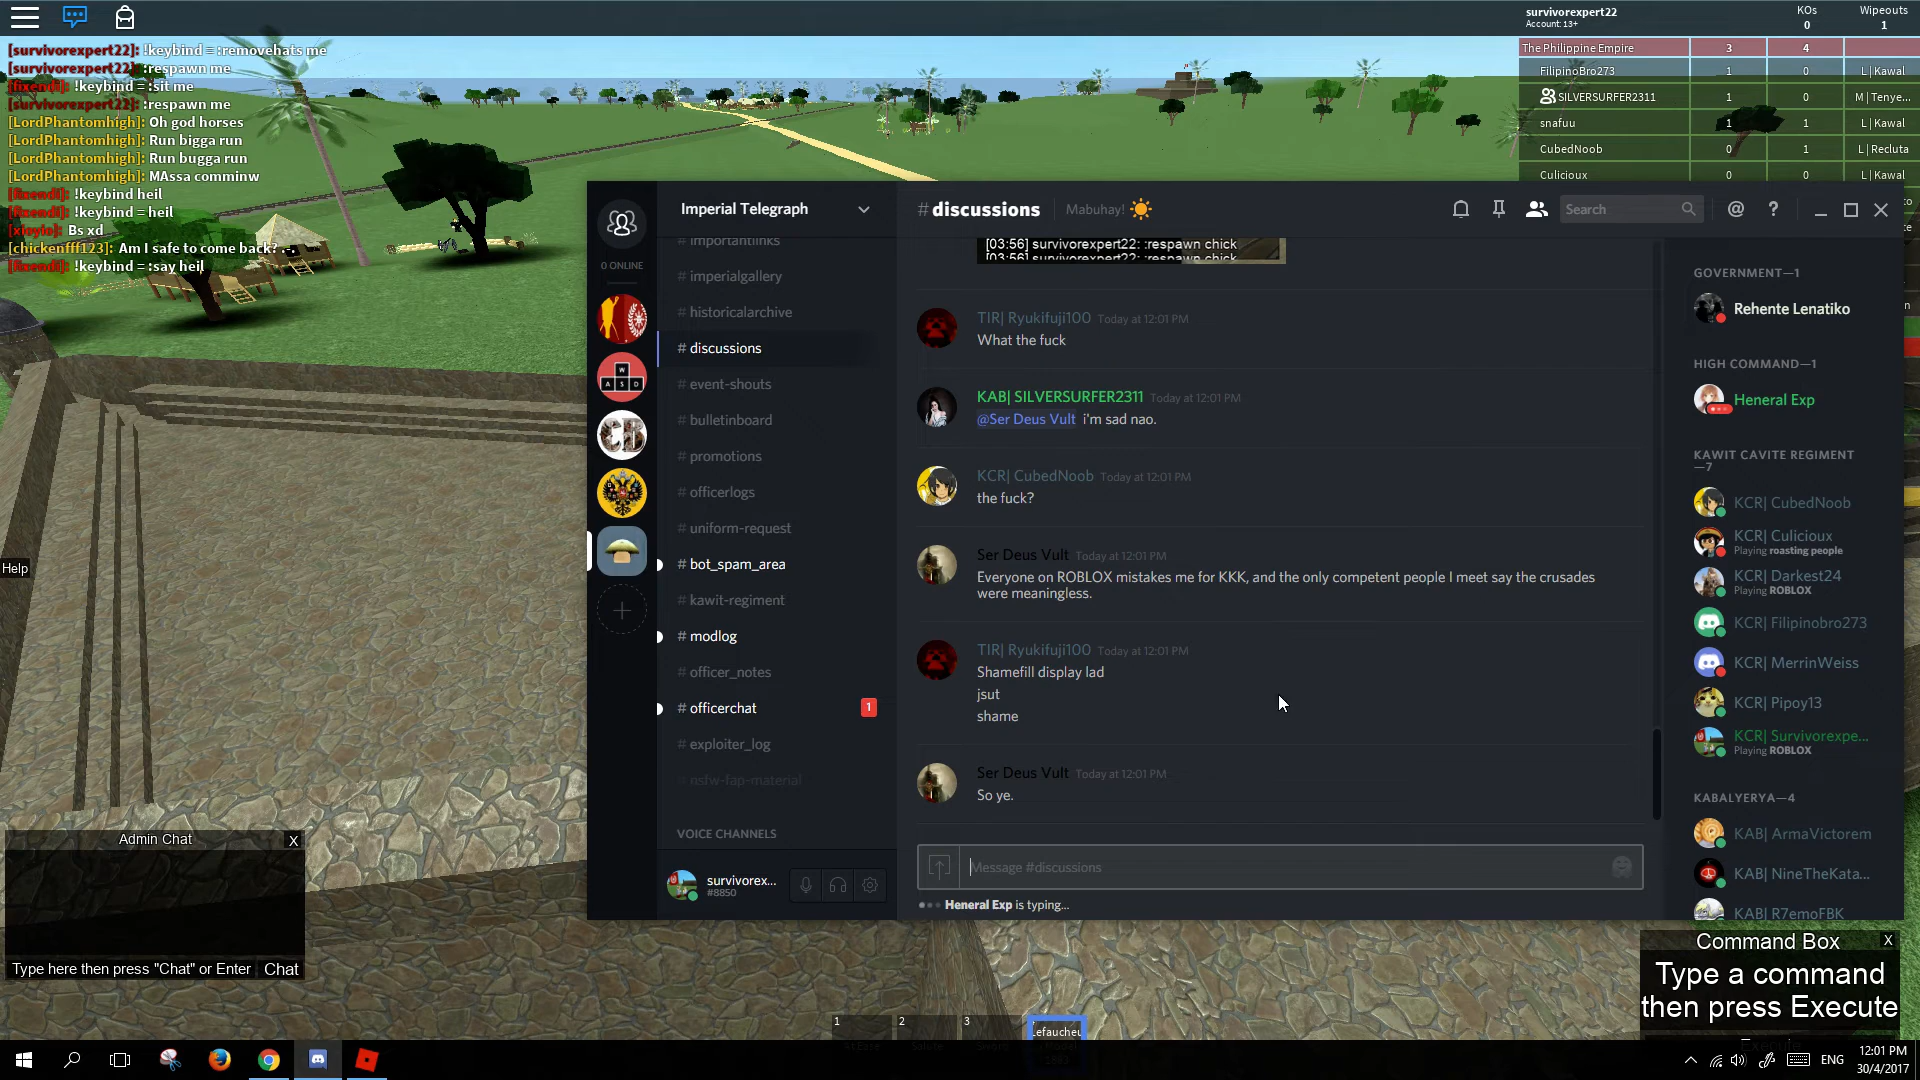 survivorexpert22
Account: 13+
KOs
0
Wipeouts
1
The Philippine Empire 3 4
FilipinoBro273 1 0 L | Kawal
SILVERSURFER2311 1 0 M | Tenye...
snafuu 1 1 L | Kawal
CubedNoob 0 1 L | Recluta
Culicioux 0 0 L | Kawal
[survivorexpert22]: !keybind = :removehats me
[survivorexpert22]: :respawn me
[fixendi]: !keybind = :sit me
[survivorexpert22]: :respawn me
[LordPhantomhigh]: Oh god horses
[LordPhantomhigh]: Run bigga run
[LordPhantomhigh]: Run bugga run
[LordPhantomhigh]: MAssa comminw
[fixendi]: !keybind heil
[fixendi]: !keybind = heil
[xioyio]: Bs xd
[chickenfff123]: Am I safe to come back? .-.
[fixendi]: !keybind = :say heil
Help
0 ONLINE
W
A S D
Imperial Telegraph
# importantlinks
# imperialgallery
# historicalarchive
# discussions
# event-shouts
# bulletinboard
# promotions
# officerlogs
# uniform-request
# bot_spam_area
# kawit-regiment
# modlog
# officer_notes
# officerchat 1
# exploiter_log
# nsfw-fap-material
VOICE CHANNELS
survivorex...
#8850
# discussions Mabuhay!
Search
[03:56] survivorexpert22: :respawn chick
[03:56] survivorexpert22: :respawn chick
TIR| Ryukifuji100 Today at 12:01 PM
What the fuck
KAB| SILVERSURFER2311 Today at 12:01 PM
@Ser Deus Vult i'm sad nao.
KCR| CubedNoob Today at 12:01 PM
the fuck?
Ser Deus Vult Today at 12:01 PM
Everyone on ROBLOX mistakes me for KKK, and the only competent people I meet say the crusades
were meaningless.
TIR| Ryukifuji100 Today at 12:01 PM
Shamefill display lad
jsut
shame
Ser Deus Vult Today at 12:01 PM
So ye.
Message #discussions
Heneral Exp is typing...
GOVERNMENT—1
Rehente Lenatiko
HIGH COMMAND—1
Heneral Exp
KAWIT CAVITE REGIMENT
—7
KCR| CubedNoob
KCR| Culicioux
Playing roasting people
KCR| Darkest24
Playing ROBLOX
KCR| Filipinobro273
KCR| MerrinWeiss
KCR| Pipoy13
KCR| Survivorexpe...
Playing ROBLOX
KABALYERYA—4
KAB| ArmaVictorem
KAB| NineTheKata...
KAB| R7emoFBK
Admin Chat X
Type here then press "Chat" or Enter Chat
Command Box X
Type a command
then press Execute
1 2 3
12:01 PM
ENG
30/4/2017